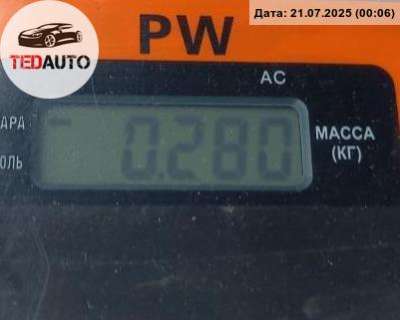 Дата: 21.07.2025 (00:06)
TEDAUTO
PW
AC
АРА
0.280
МАССА
ОЛЬ
(КГ)